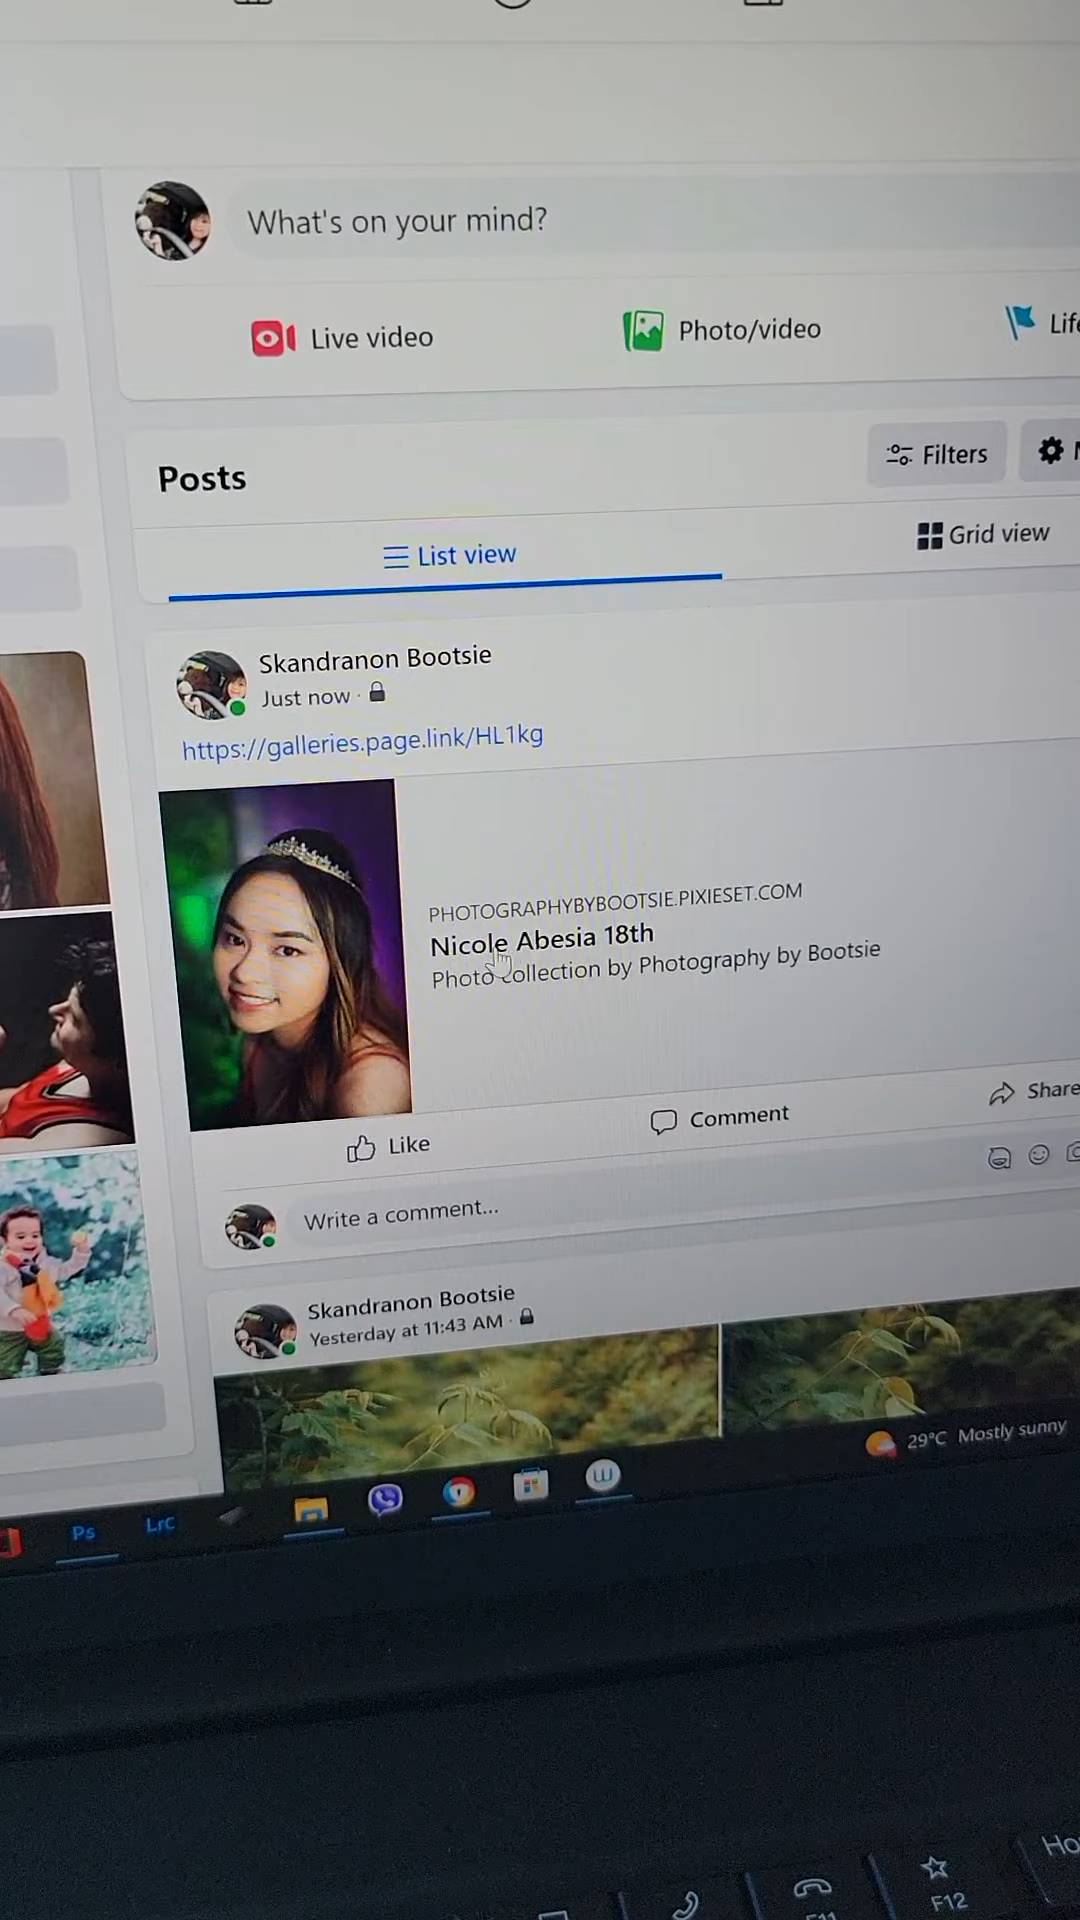 What's on your mind?
Live video
Photo/video
Posts
Filters
List view
Grid view
Skandranon Bootsie
Just now ·
https://galleries.page.link/HL1kg
PHOTOGRAPHYBYBOOTSIE.PIXIESET.COM
Nicole Abesia 18th
Photo Collection by Photography by Bootsie
Like
Comment
Share
Write a comment...
Skandranon Bootsie
Yesterday at 11:43 AM ·
29°C Mostly sunny
Ps
Lrc
F12